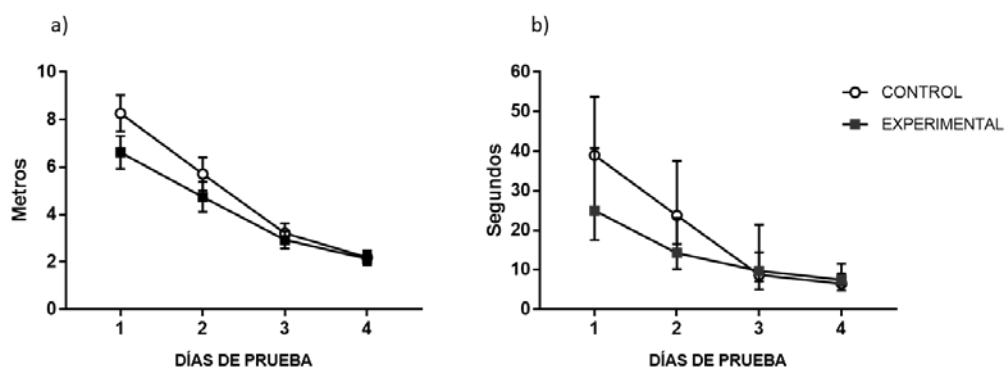 a)
10
8
6
4
2
0
Metros
1 2 3 4
DÍAS DE PRUEBA
b)
60
50
40
30
20
10
0
Segundos
1 2 3 4
DÍAS DE PRUEBA
CONTROL
EXPERIMENTAL